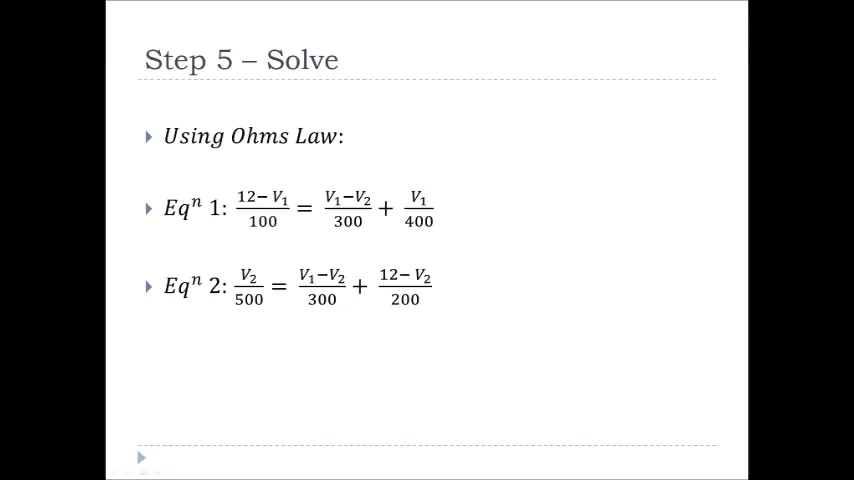 Step 5 – Solve
Using Ohms Law:
Eqⁿ 1: (12− V₁)/100 = (V₁−V₂)/300 + V₁/400
Eqⁿ 2: V₂/500 = (V₁−V₂)/300 + (12− V₂)/200